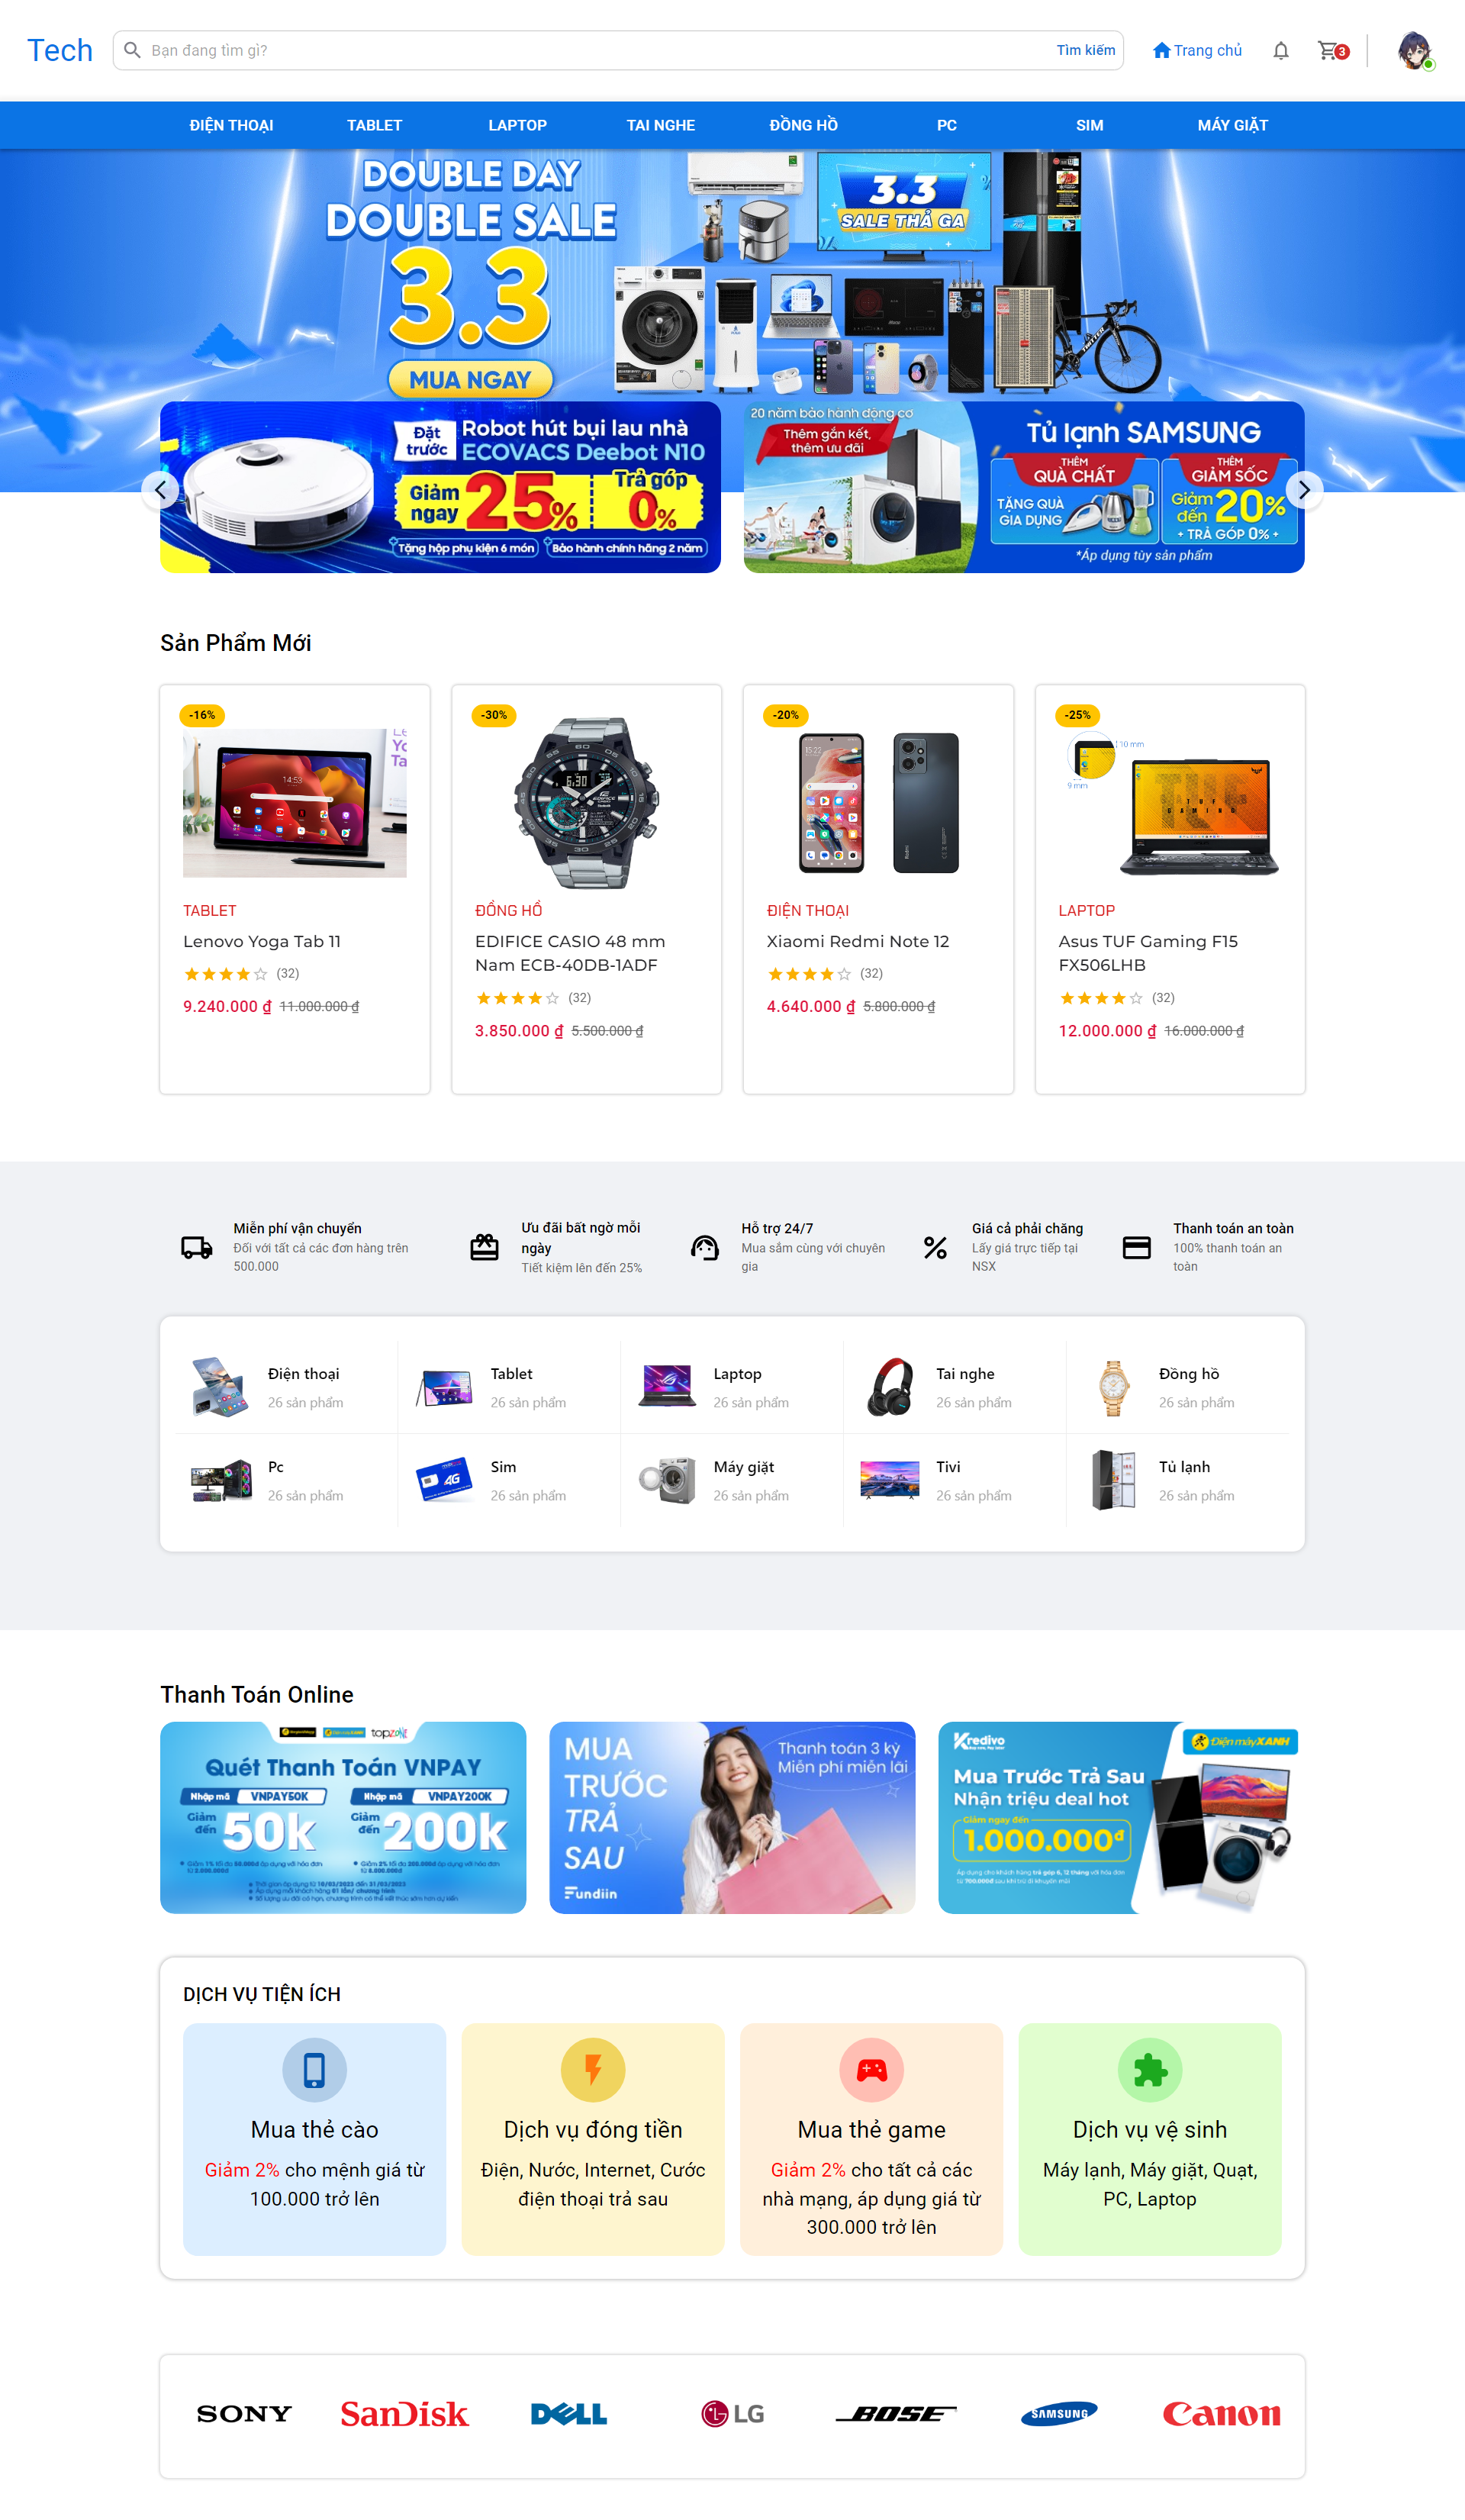 Tech
Bạn đang tìm gì?
Tìm kiếm
Trang chủ
3
ĐIỆN THOẠI
TABLET
LAPTOP
TAI NGHE
ĐỒNG HỒ
PC
SIM
MÁY GIẶT
DOUBLE DAY
DOUBLE SALE
3.3
MUA NGAY
3.3
SALE THẢ GA
Đặt trước
Robot hút bụi lau nhà
ECOVACS Deebot N10
Giảm ngay
25%
Trả góp
0%
Tặng hộp phụ kiện 6 món
Bảo hành chính hãng 2 năm
20 năm bảo hành động cơ
Thêm gắn kết,
thêm ưu đãi
Tủ lạnh SAMSUNG
THÊM
QUÀ CHẤT
TẶNG QUÀ
GIA DỤNG
THÊM
GIẢM SỐC
Giảm đến 20%
+ TRẢ GÓP 0% +
*Áp dụng tùy sản phẩm
Sản Phẩm Mới
-16%
14:53
TABLET
Lenovo Yoga Tab 11
(32)
9.240.000 ₫ 11.000.000 ₫
-30%
ĐỒNG HỒ
EDIFICE CASIO 48 mm
Nam ECB-40DB-1ADF
(32)
3.850.000 ₫ 5.500.000 ₫
-20%
15:22
Redmi
ĐIỆN THOẠI
Xiaomi Redmi Note 12
(32)
4.640.000 ₫ 5.800.000 ₫
-25%
10 mm
9 mm
TUF
GAMING
LAPTOP
Asus TUF Gaming F15
FX506LHB
(32)
12.000.000 ₫ 16.000.000 ₫
Miễn phí vận chuyển
Đối với tất cả các đơn hàng trên
500.000
Ưu đãi bất ngờ mỗi
ngày
Tiết kiệm lên đến 25%
Hỗ trợ 24/7
Mua sắm cùng với chuyên
gia
Giá cả phải chăng
Lấy giá trực tiếp tại
NSX
Thanh toán an toàn
100% thanh toán an
toàn
Điện thoại
26 sản phẩm
Tablet
26 sản phẩm
Laptop
26 sản phẩm
Tai nghe
26 sản phẩm
Đồng hồ
26 sản phẩm
Pc
26 sản phẩm
Sim
26 sản phẩm
4G
Máy giặt
26 sản phẩm
Tivi
26 sản phẩm
Tủ lạnh
26 sản phẩm
Thanh Toán Online
topzone
Quét Thanh Toán VNPAY
Nhập mã VNPAY50K
Giảm đến 50k
Nhập mã VNPAY200K
Giảm đến 200k
MUA
TRƯỚC
TRẢ
SAU
Fundiin
Thanh toán 3 kỳ
Miễn phí miễn lãi
Kredivo
Điện máy XANH
Mua Trước Trả Sau
Nhận triệu deal hot
Giảm ngay đến
1.000.000đ
DỊCH VỤ TIỆN ÍCH
Mua thẻ cào
Giảm 2% cho mệnh giá từ
100.000 trở lên
Dịch vụ đóng tiền
Điện, Nước, Internet, Cước
điện thoại trả sau
Mua thẻ game
Giảm 2% cho tất cả các
nhà mạng, áp dụng giá từ
300.000 trở lên
Dịch vụ vệ sinh
Máy lạnh, Máy giặt, Quạt,
PC, Laptop
SONY
SanDisk
DELL
LG
BOSE
SAMSUNG
Canon